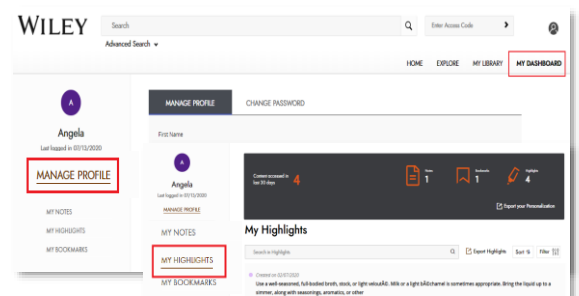 WILEY
Search
Enter Access Code
Advanced Search
HOME EXPLORE MY LIBRARY MY DASHBOARD
A
Angela
Last logged in 07/13/2020
MANAGE PROFILE
MY NOTES
MY HIGHLIGHTS
MY BOOKMARKS
MANAGE PROFILE CHANGE PASSWORD
First Name
A
Angela
Last logged in 07/13/2020
MANAGE PROFILE
MY NOTES
MY HIGHLIGHTS
MY BOOKMARKS
Content accessed in
last 30 days 4
Notes
1
Bookmarks
1
Highlights
4
Export your Personalization
My Highlights
Search in Highlights
Export Highlights Sort Filter
Created on 02/07/2020
Use a well-seasoned, full-bodied broth, stock, or light veloutÃ©. Milk or a light bÃ©chamel is sometimes appropriate. Bring the liquid up to a
simmer, along with seasonings, aromatics, or other